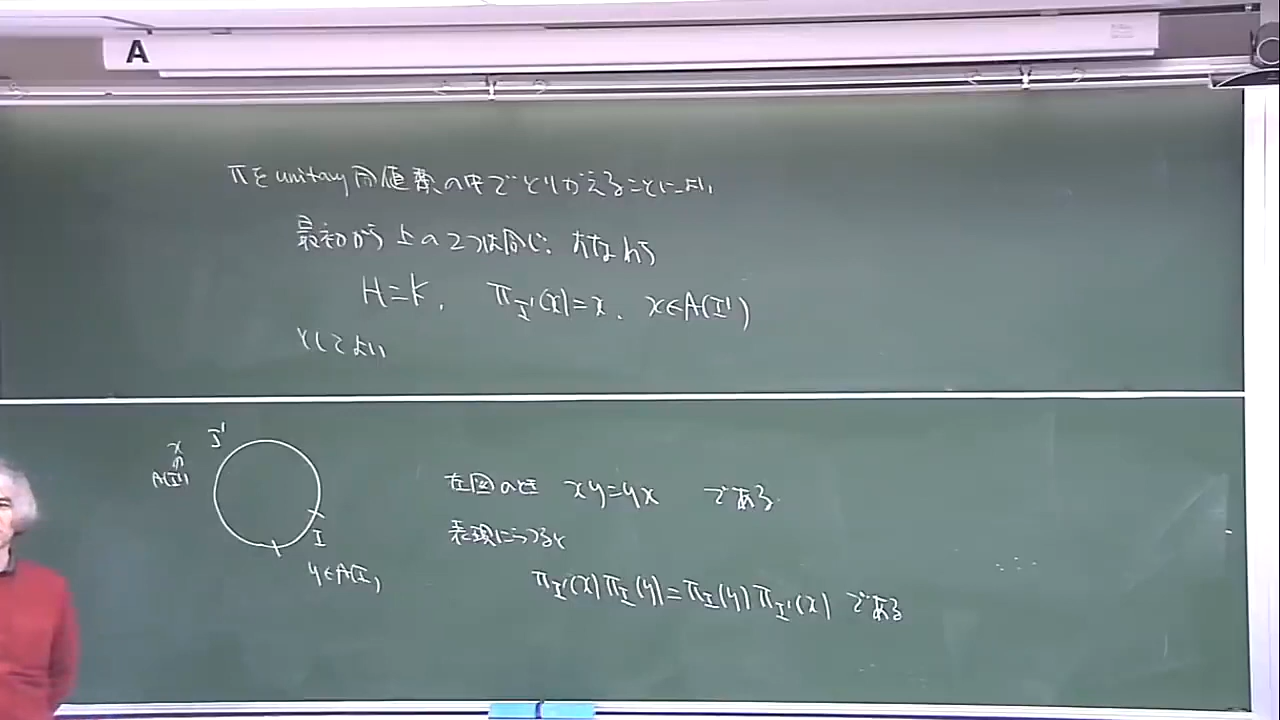 A
πをunitary同値類の中でとりかえることにより,
最初から上の2つは同じ. すなわち
H=K, π_{I'}(x)=x, x∈A(I')
としてよい
x I'
A(I')
I
y∈A(I)
左図のとき xy=yx である.
表現にうつると
π_{I'}(x)π_I(y)=π_I(y)π_{I'}(x) である